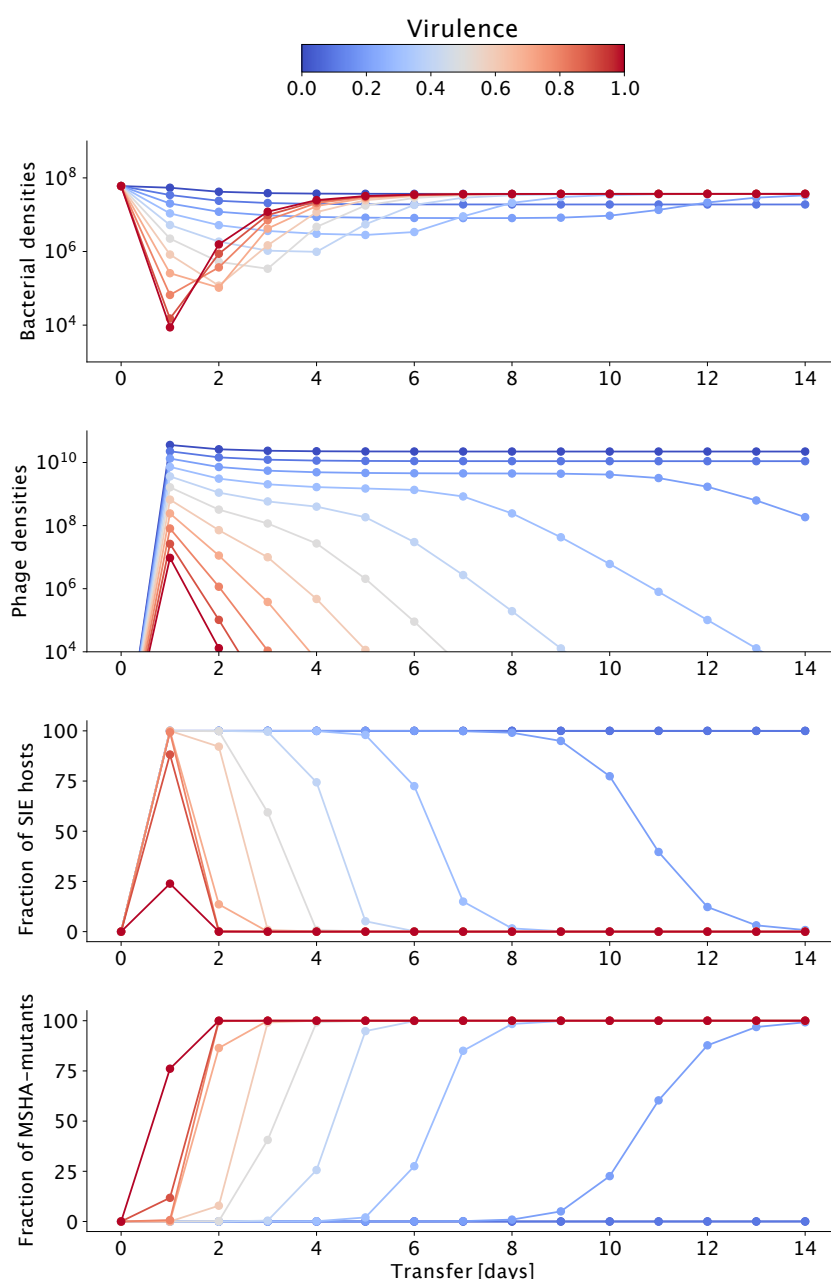 Virulence
0.0 0.2 0.4 0.6 0.8 1.0
Bacterial densities
10^8
10^6
10^4
0 2 4 6 8 10 12 14
Phage densities
10^10
10^8
10^6
10^4
0 2 4 6 8 10 12 14
Fraction of SIE hosts
100
75
50
25
0
0 2 4 6 8 10 12 14
Fraction of MSHA-mutants
100
75
50
25
0
0 2 4 6 8 10 12 14
Transfer [days]